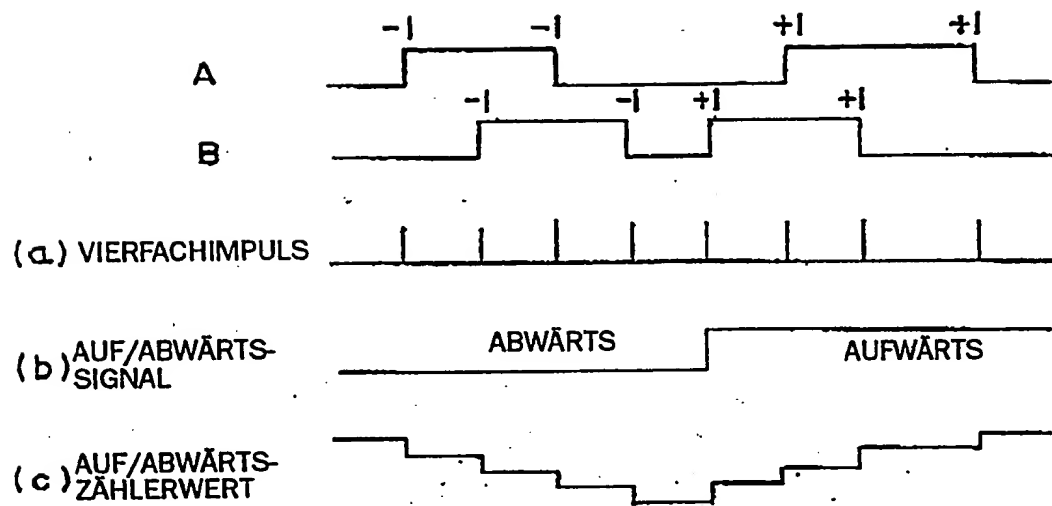 -1 -1 +1 +1
A
-1 -1 +1 +1
B
(a) VIERFACHIMPULS
(b) AUF/ABWÄRTS-
SIGNAL
ABWÄRTS
AUFWÄRTS
(c) AUF/ABWÄRTS-
ZÄHLERWERT